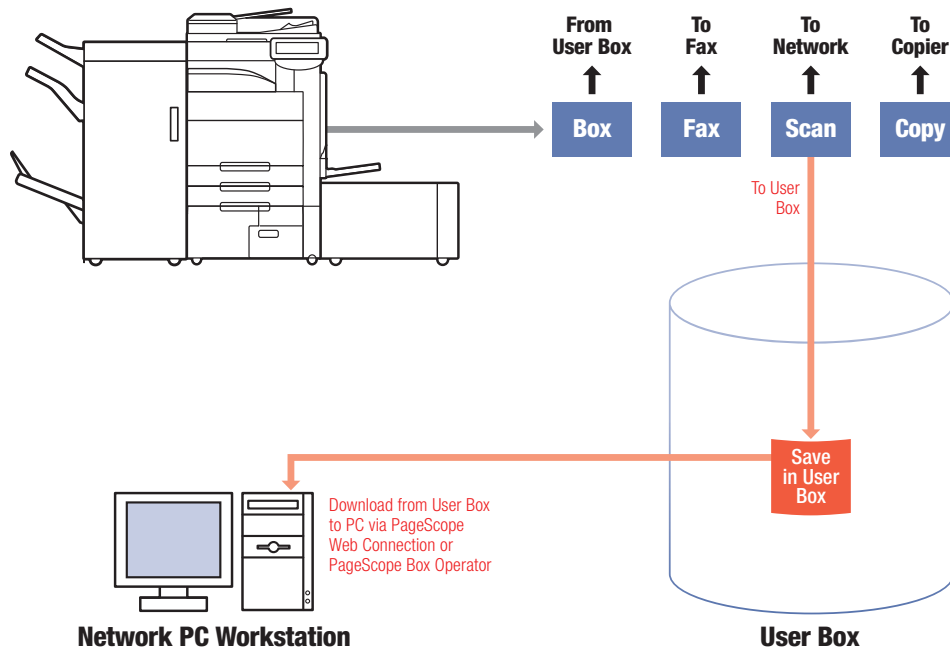 From
User Box
To
Fax
To
Network
To
Copier
Box
Fax
Scan
Copy
To User
Box
Save
in User
Box
Download from User Box
to PC via PageScope
Web Connection or
PageScope Box Operator
Network PC Workstation
User Box